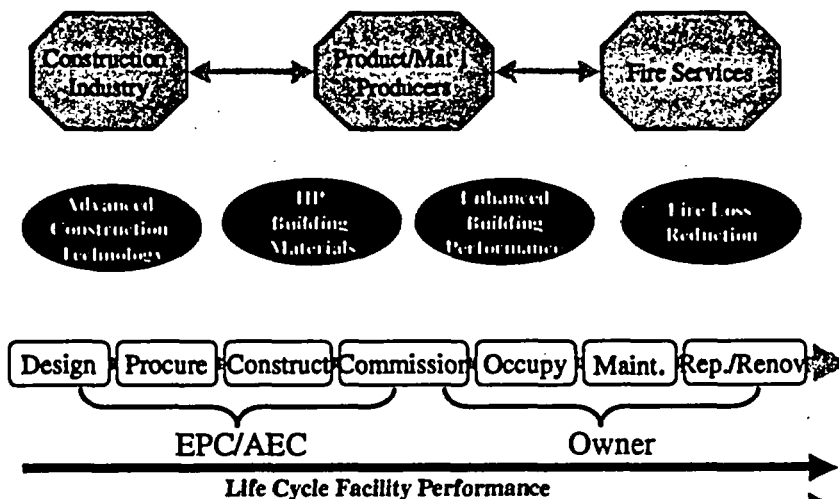 Construction
Industry
Product/Mat'l
Producers
Fire Services
Advanced
Construction
Technology
HP
Building
Materials
Enhanced
Building
Performance
Fire Loss
Reduction
Design
Procure
Construct
Commission
Occupy
Maint.
Rep./Renov
EPC/AEC
Owner
Life Cycle Facility Performance